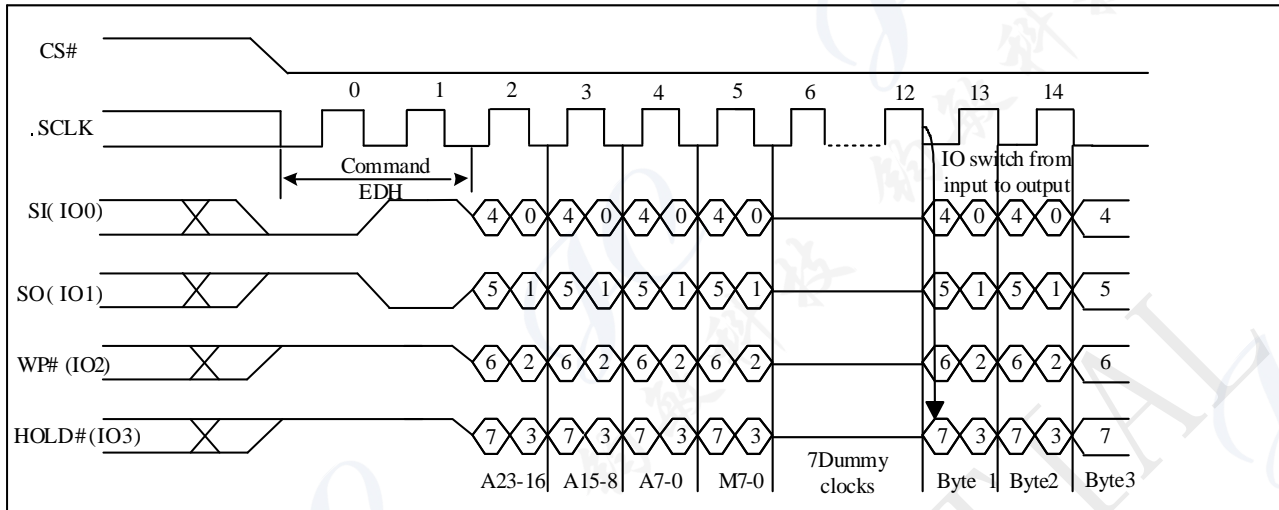 CS#
0 1 2 3 4 5 6 12 13 14
.SCLK
Command
EDH
IO switch from
input to output
SI( IO0) 4 0 4 0 4 0 4 0 4 0 4 0 4
SO( IO1) 5 1 5 1 5 1 5 1 5 1 5 1 5
WP# (IO2) 6 2 6 2 6 2 6 2 6 2 6 2 6
HOLD# (IO3) 7 3 7 3 7 3 7 3 7 3 7 3 7
A23-16 A15-8 A7-0 M7-0 7Dummy Byte 1 Byte2 Byte3
clocks